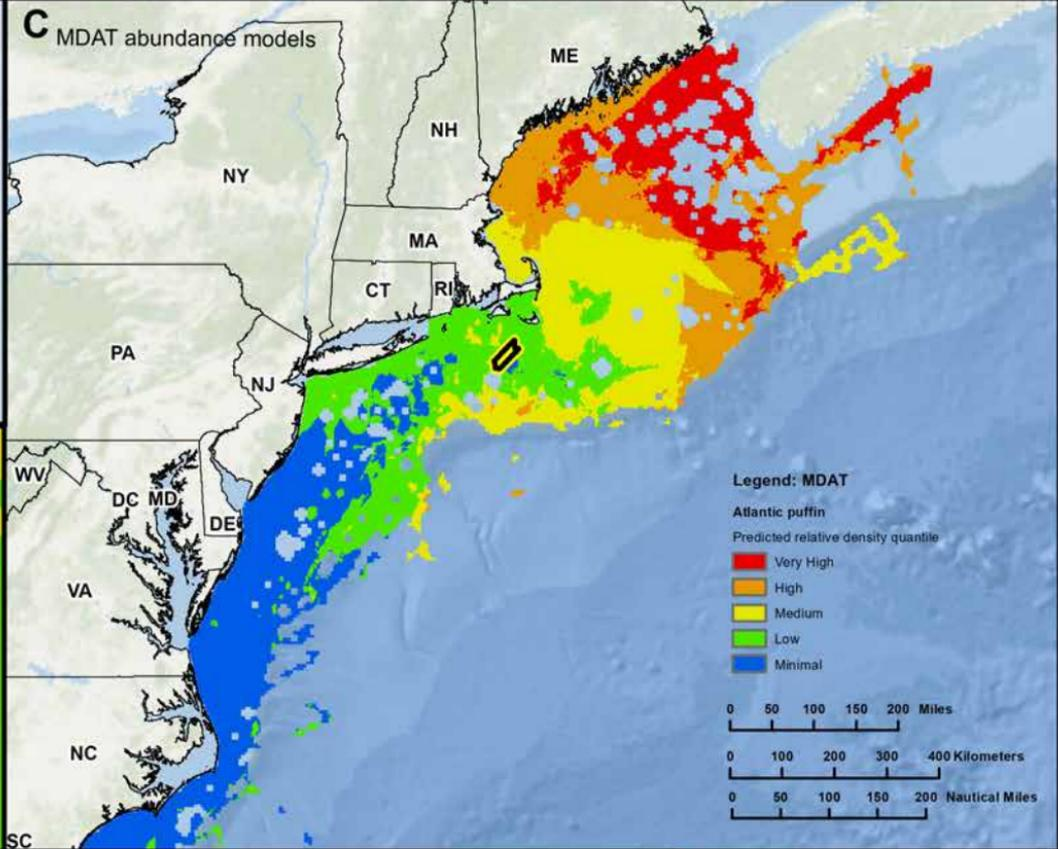 C MDAT abundance models
ME
NH
NY
MA
CT
RI
PA
NJ
WV
DC
MD
DE
VA
NC
SC
Legend: MDAT
Atlantic puffin
Predicted relative density quantile
Very High
High
Medium
Low
Minimal
0 50 100 150 200 Miles
0 100 200 300 400 Kilometers
0 50 100 150 200 Nautical Miles